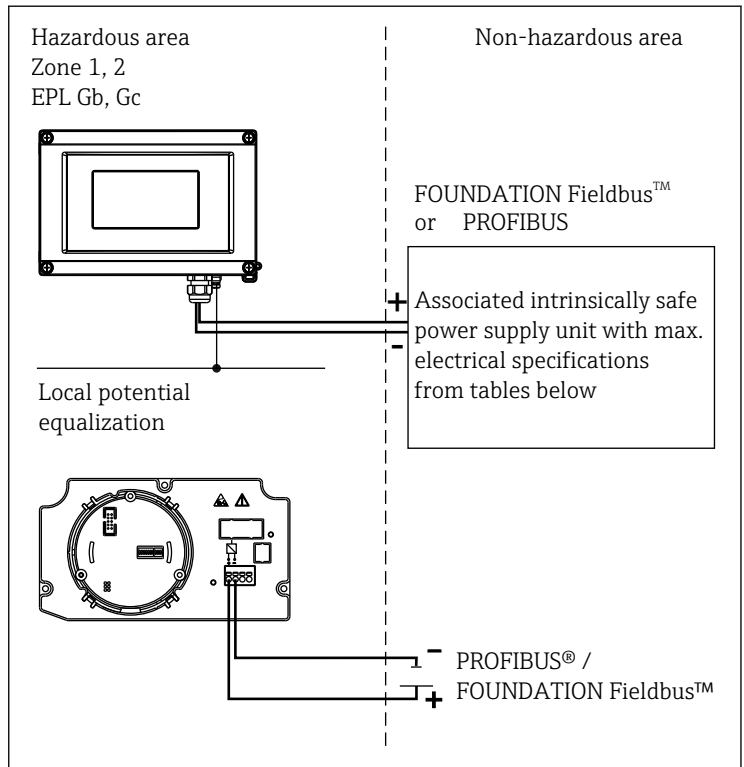 Hazardous area
Zone 1, 2
EPL Gb, Gc
Non-hazardous area
FOUNDATION Fieldbus™
or PROFIBUS
+
-
Associated intrinsically safe
power supply unit with max.
electrical specifications
from tables below
Local potential
equalization
- PROFIBUS® /
+ FOUNDATION Fieldbus™